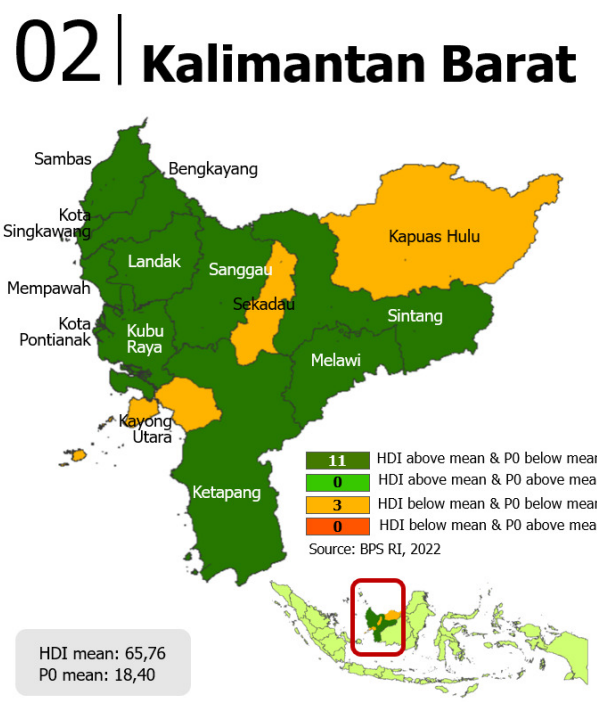 02 | Kalimantan Barat
Sambas
Bengkayang
Kota
Singkawang
Landak
Sanggau
Kapuas Hulu
Mempawah
Sekadau
Kota
Pontianak
Kubu
Raya
Sintang
Melawi
Kayong
Utara
Ketapang
11 HDI above mean & P0 below mean
0 HDI above mean & P0 above mea
3 HDI below mean & P0 below mean
0 HDI below mean & P0 above mea
Source: BPS RI, 2022
HDI mean: 65,76
P0 mean: 18,40